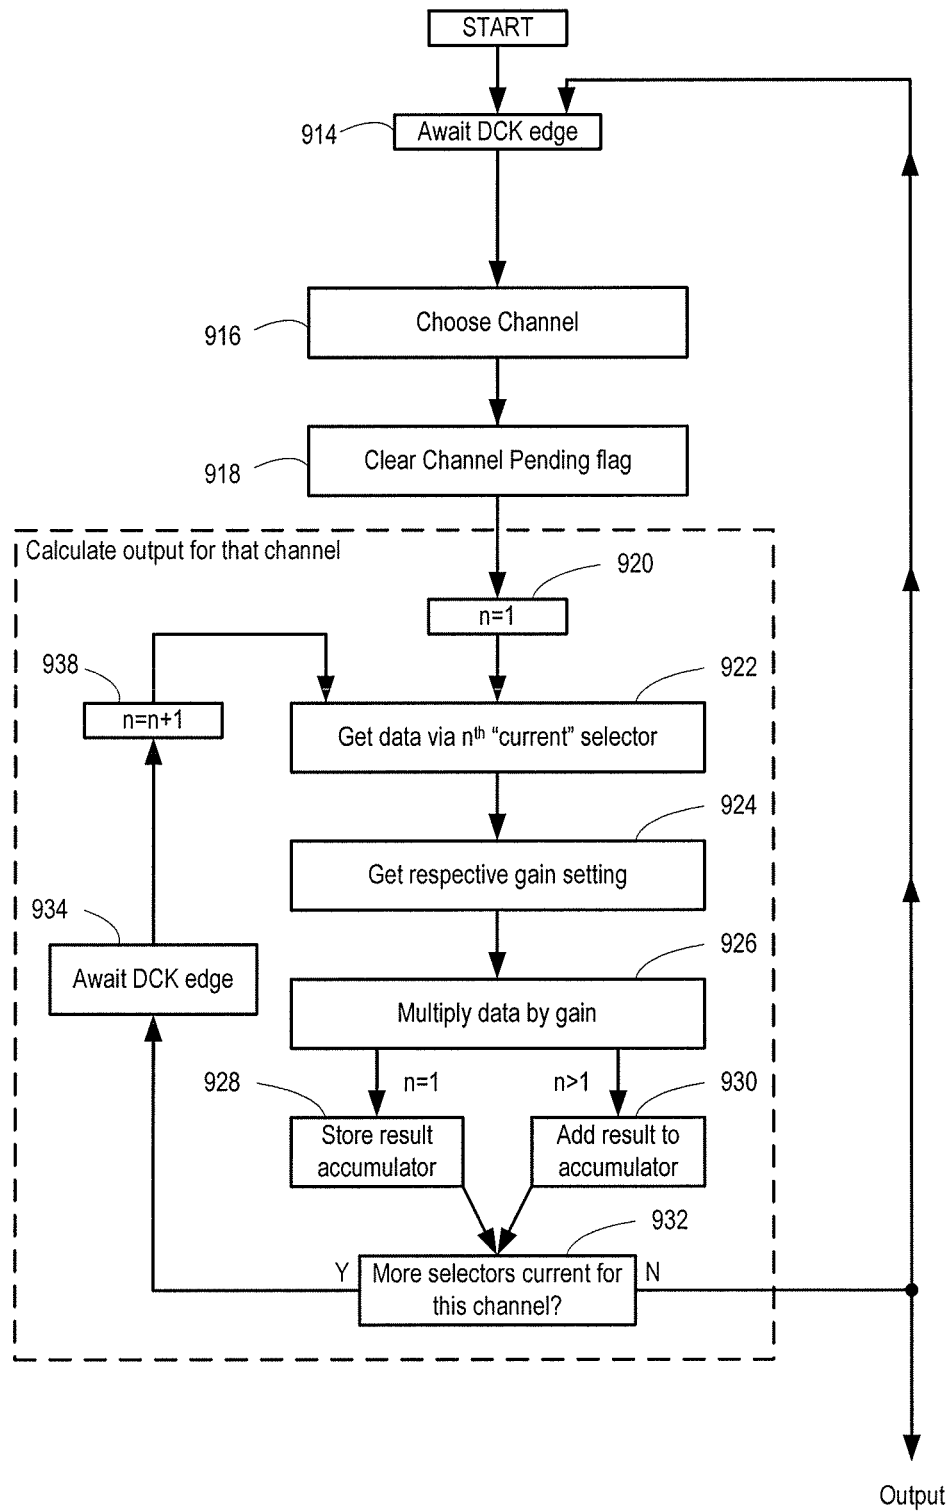 START
914
Await DCK edge
916
Choose Channel
918
Clear Channel Pending flag
Calculate output for that channel
920
n=1
938
n=n+1
922
Get data via nth “current” selector
924
Get respective gain setting
934
Await DCK edge
926
Multiply data by gain
928
n=1
n>1
930
Store result
accumulator
Add result to
accumulator
932
Y
More selectors current for
this channel?
N
Output